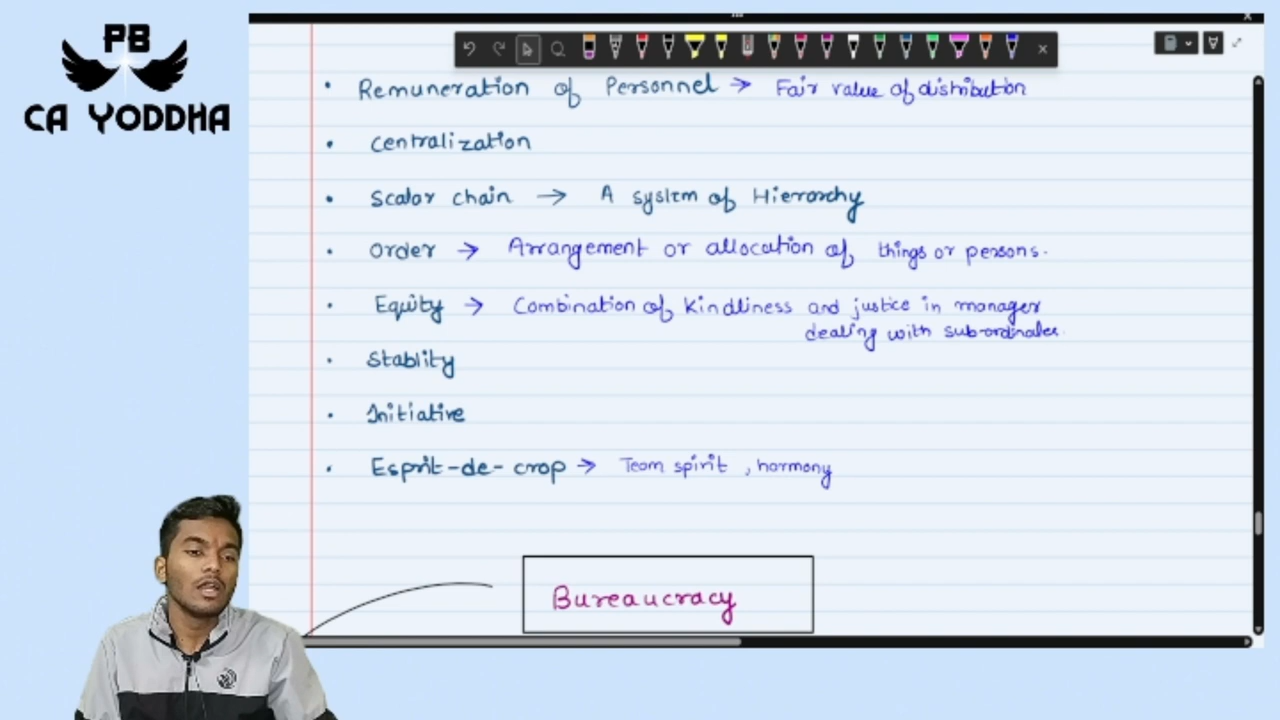 PB
CA YODDHA
• Remuneration of Personnel → Fair value of distribution
• Centralization
• Scalar chain → A system of Hierarchy
• Order → Arrangement or allocation of things or persons.
• Equity → Combination of kindliness and justice in manager
dealing with sub-ordinates.
• Stablity
• Initiative
• Esprit-de-crop → Team spirit, harmony
Bureaucracy